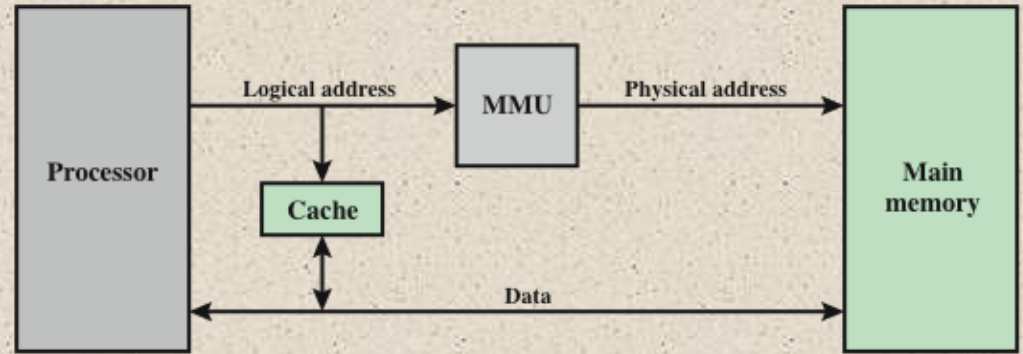 Logical address
MMU
Physical address
Processor
Main
memory
Cache
Data